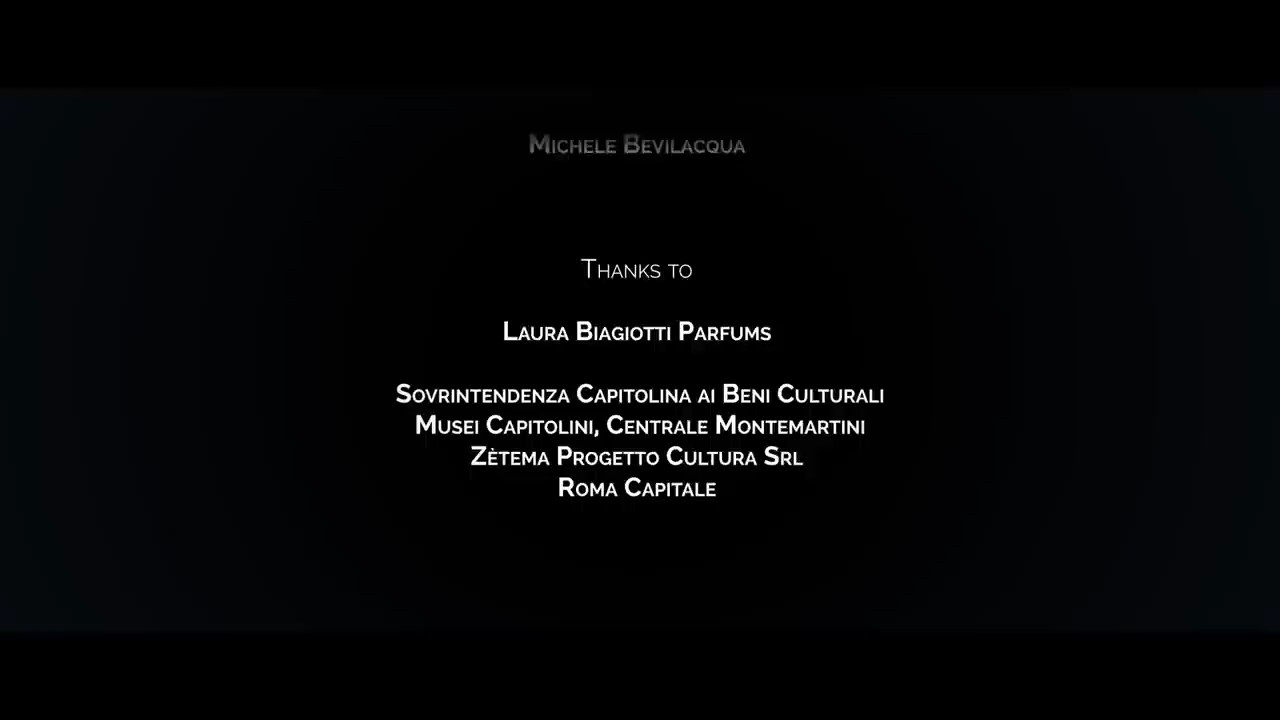 Michele Bevilacqua
Thanks to
Laura Biagiotti Parfums
Sovrintendenza Capitolina ai Beni Culturali
Musei Capitolini, Centrale Montemartini
Zètema Progetto Cultura Srl
Roma Capitale